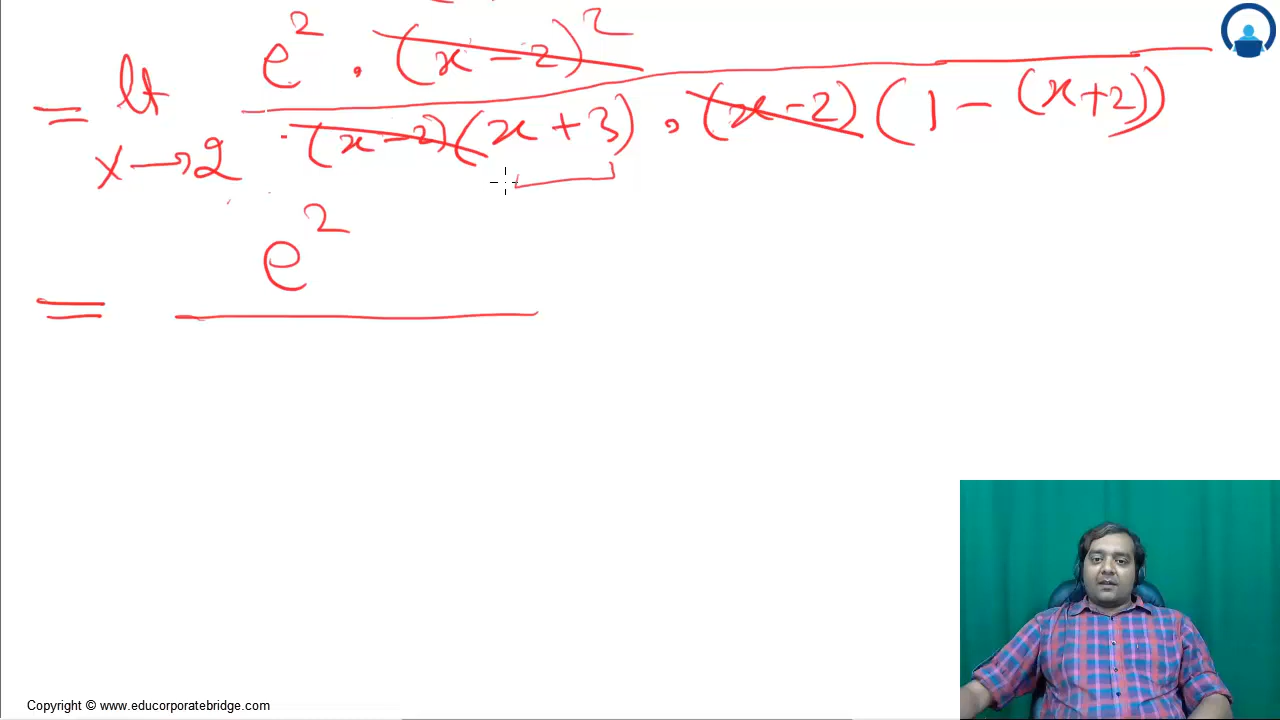 = lt x→2 e² · (x-2)² / (x-2)(x+3) · (x-2)(1-(x+2))
= e²
Copyright © www.educorporatebridge.com